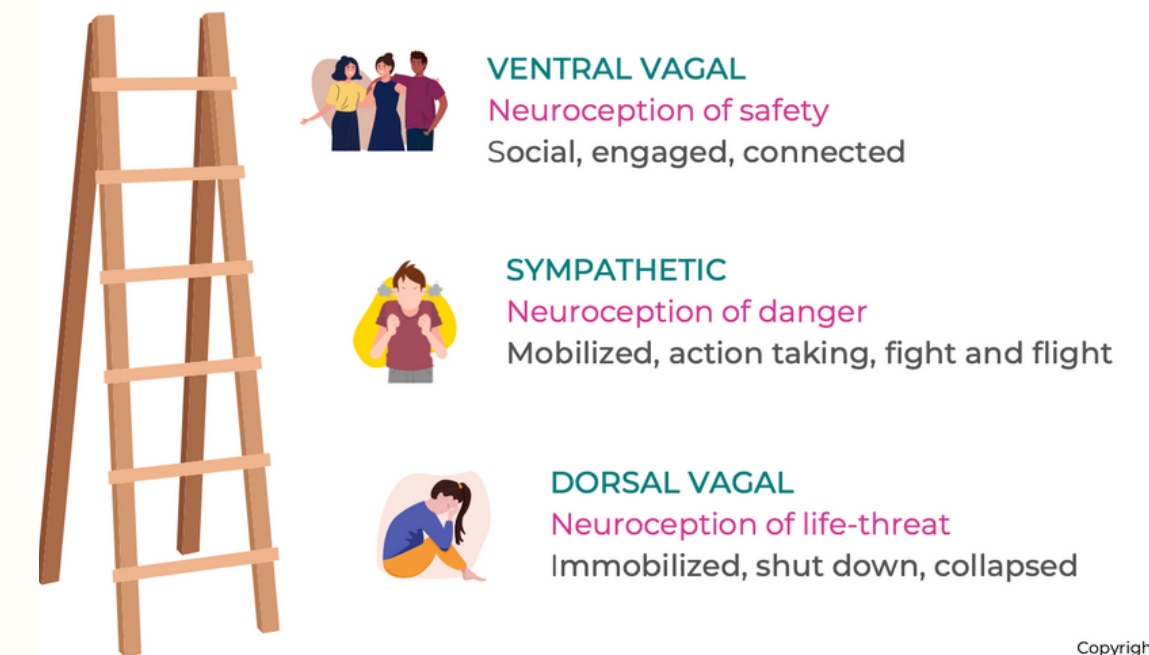 VENTRAL VAGAL
Neuroception of safety
Social, engaged, connected
SYMPATHETIC
Neuroception of danger
Mobilized, action taking, fight and flight
DORSAL VAGAL
Neuroception of life-threat
Immobilized, shut down, collapsed
Copyrigh